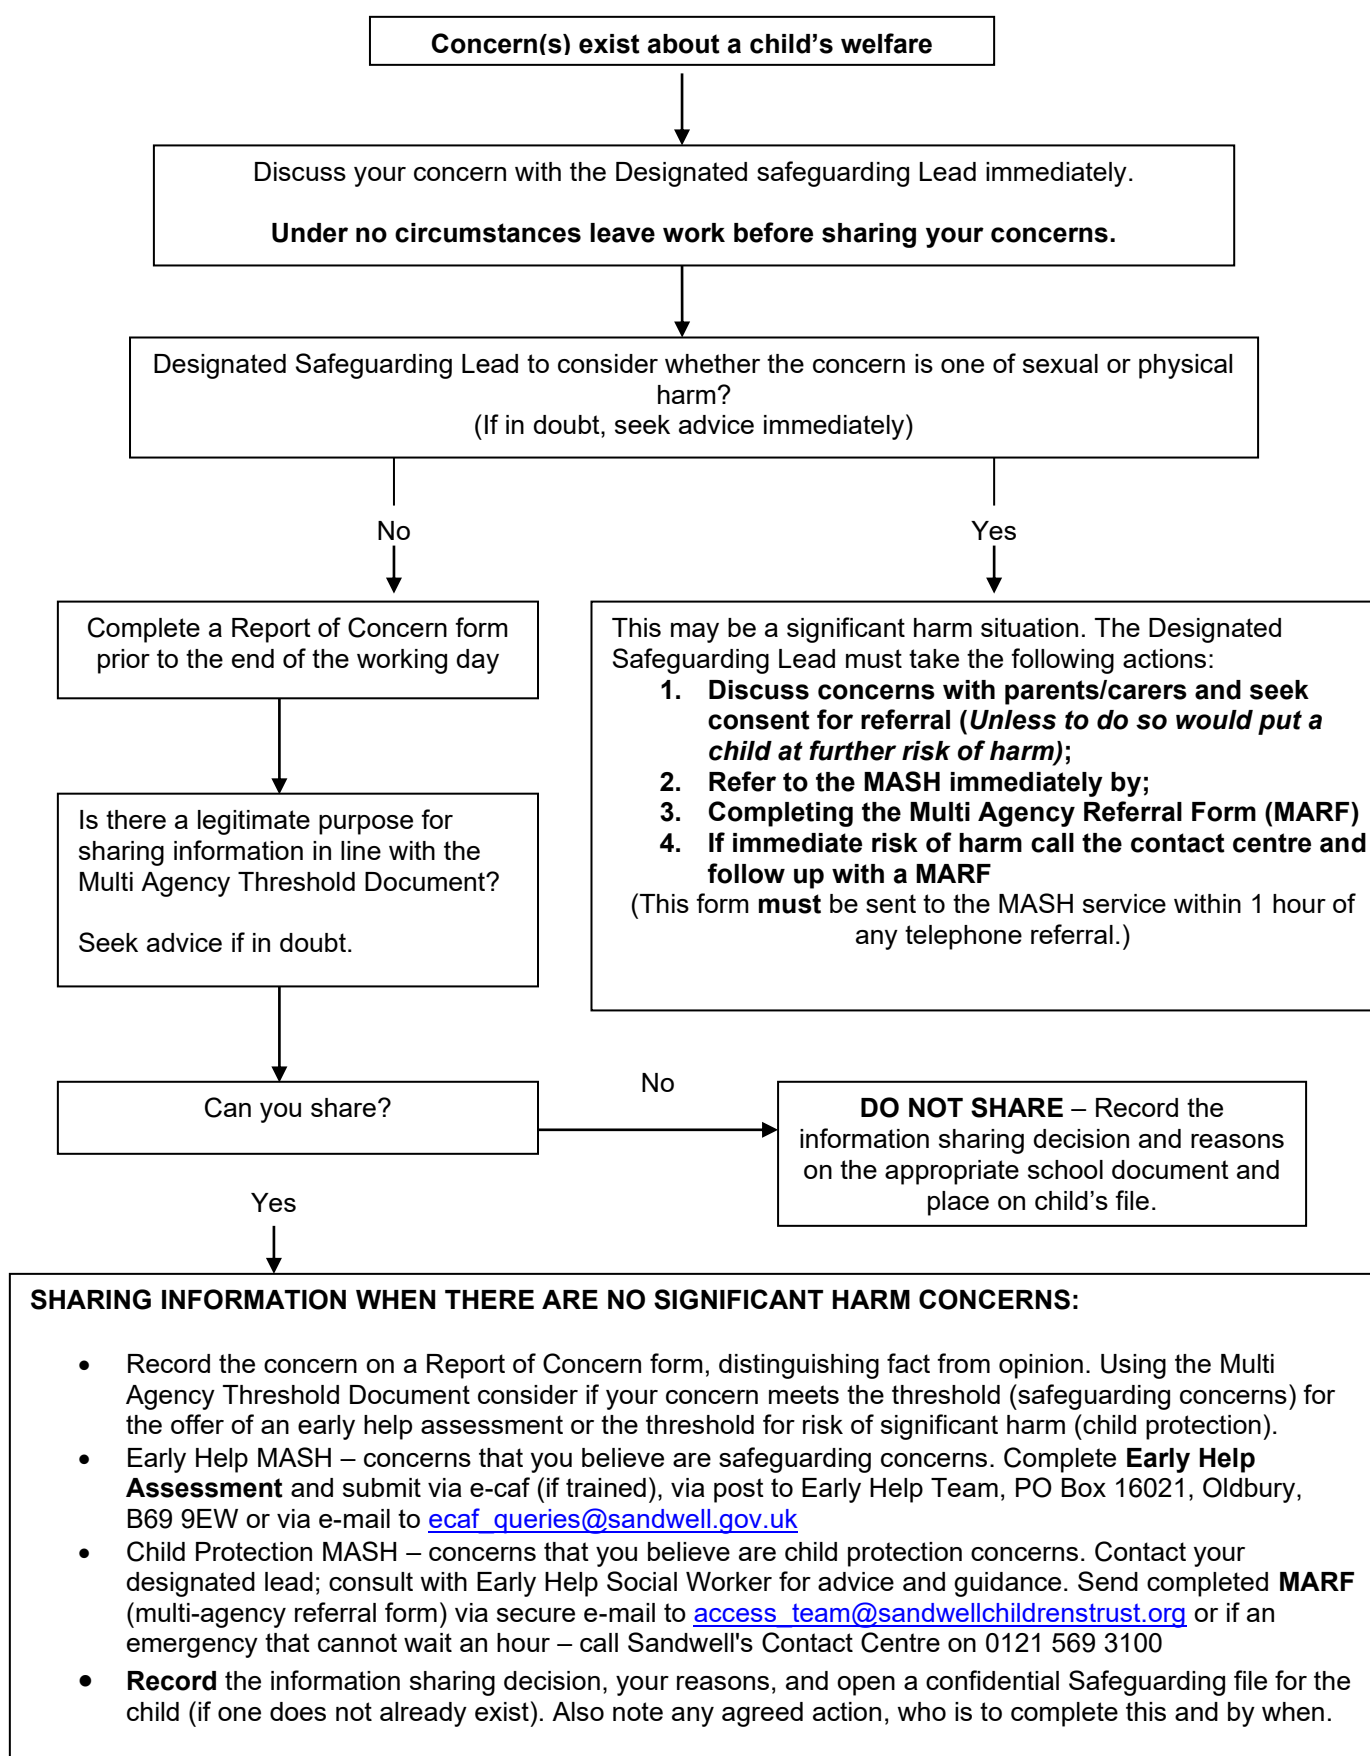 Concern(s) exist about a child's welfare
Discuss your concern with the Designated safeguarding Lead immediately.
Under no circumstances leave work before sharing your concerns.
Designated Safeguarding Lead to consider whether the concern is one of sexual or physical
harm?
(If in doubt, seek advice immediately)
No
Yes
Complete a Report of Concern form
prior to the end of the working day
This may be a significant harm situation. The Designated
Safeguarding Lead must take the following actions:
1. Discuss concerns with parents/carers and seek
consent for referral (Unless to do so would put a
child at further risk of harm);
2. Refer to the MASH immediately by;
3. Completing the Multi Agency Referral Form (MARF)
4. If immediate risk of harm call the contact centre and
follow up with a MARF
(This form must be sent to the MASH service within 1 hour of
any telephone referral.)
Is there a legitimate purpose for
sharing information in line with the
Multi Agency Threshold Document?
Seek advice if in doubt.
Can you share?
No
DO NOT SHARE – Record the
information sharing decision and reasons
on the appropriate school document and
place on child's file.
Yes
SHARING INFORMATION WHEN THERE ARE NO SIGNIFICANT HARM CONCERNS:
• Record the concern on a Report of Concern form, distinguishing fact from opinion. Using the Multi
Agency Threshold Document consider if your concern meets the threshold (safeguarding concerns) for
the offer of an early help assessment or the threshold for risk of significant harm (child protection).
• Early Help MASH – concerns that you believe are safeguarding concerns. Complete Early Help
Assessment and submit via e-caf (if trained), via post to Early Help Team, PO Box 16021, Oldbury,
B69 9EW or via e-mail to ecaf_queries@sandwell.gov.uk
• Child Protection MASH – concerns that you believe are child protection concerns. Contact your
designated lead; consult with Early Help Social Worker for advice and guidance. Send completed MARF
(multi-agency referral form) via secure e-mail to access_team@sandwellchildrenstrust.org or if an
emergency that cannot wait an hour – call Sandwell's Contact Centre on 0121 569 3100
• Record the information sharing decision, your reasons, and open a confidential Safeguarding file for the
child (if one does not already exist). Also note any agreed action, who is to complete this and by when.